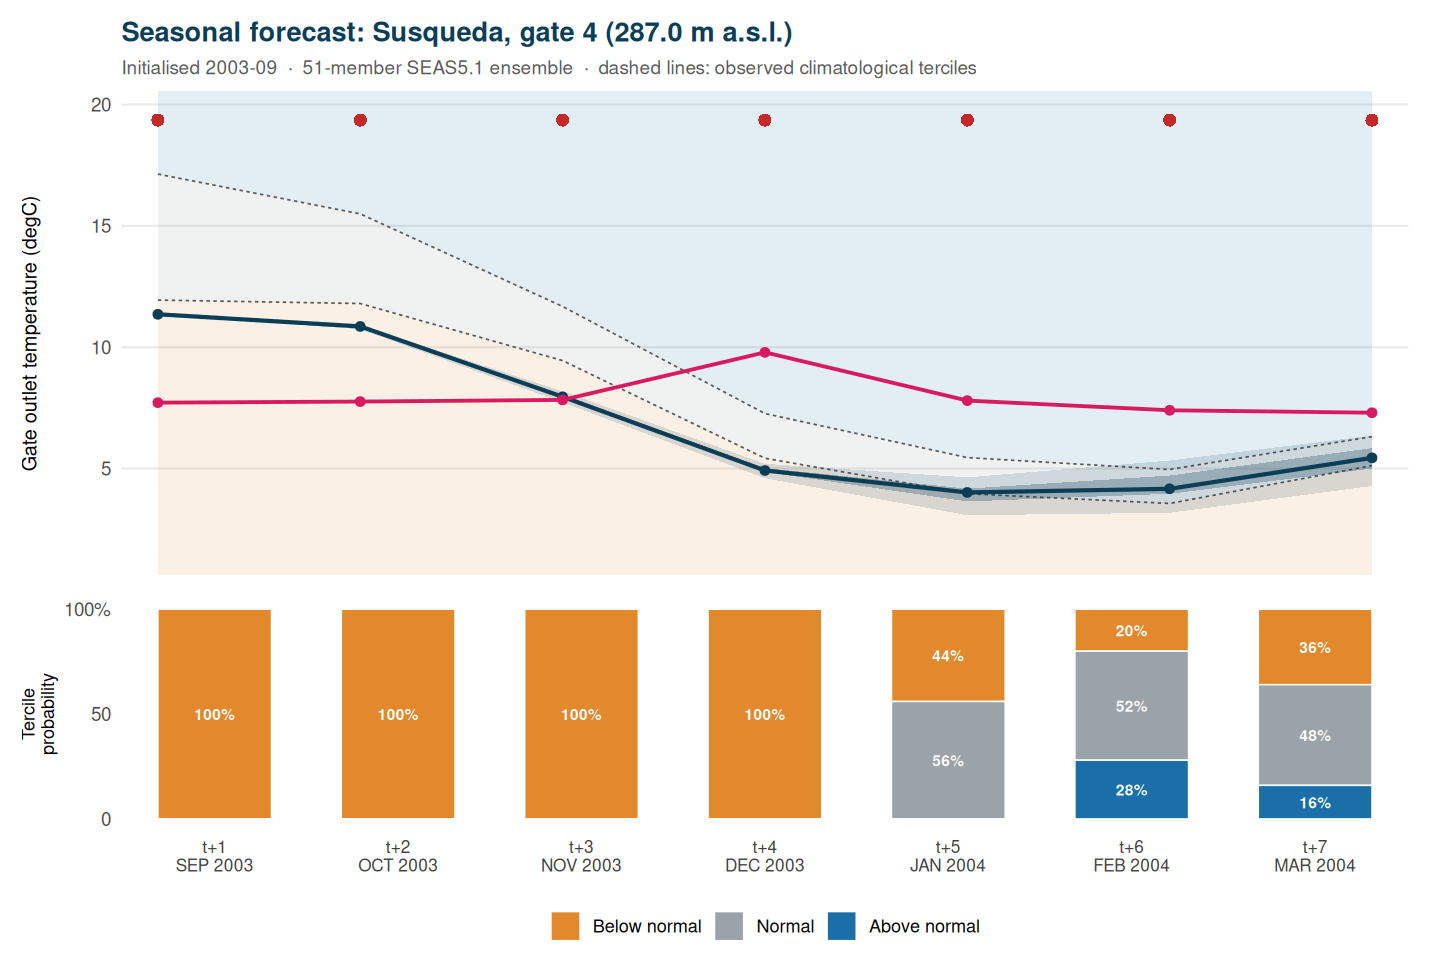 Seasonal forecast: Susqueda, gate 4 (287.0 m a.s.l.)
Initialised 2003-09 · 51-member SEAS5.1 ensemble · dashed lines: observed climatological terciles
Gate outlet temperature (degC)
20
15
10
5
Tercile
probability
100%
50
0
100%
100%
100%
100%
44%
56%
20%
52%
28%
36%
48%
16%
t+1
SEP 2003
t+2
OCT 2003
t+3
NOV 2003
t+4
DEC 2003
t+5
JAN 2004
t+6
FEB 2004
t+7
MAR 2004
Below normal
Normal
Above normal